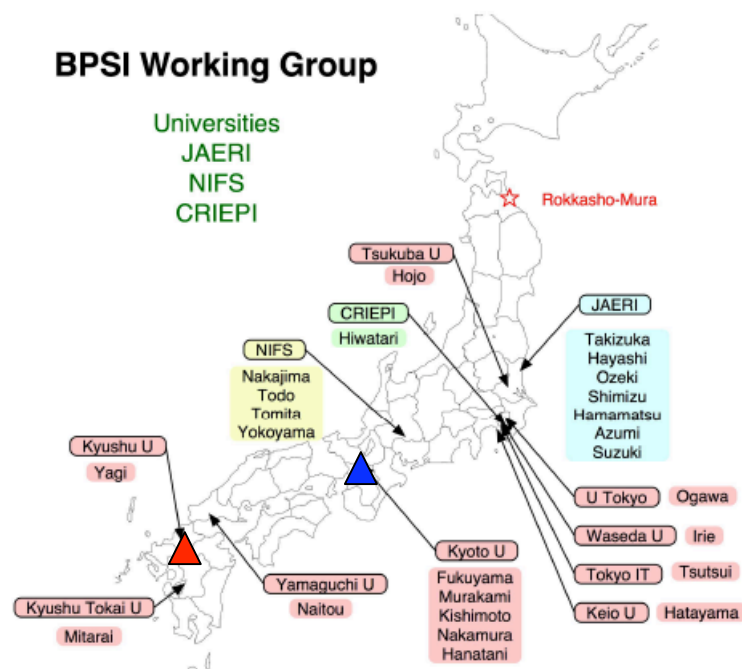 BPSI Working Group
Universities
JAERI
NIFS
CRIEPI
Rokkasho-Mura
Tsukuba U
Hojo
CRIEPI
Hiwatari
JAERI
Takizuka
Hayashi
Ozeki
Shimizu
Hamamatsu
Azumi
Suzuki
NIFS
Nakajima
Todo
Tomita
Yokoyama
Kyushu U
Yagi
U Tokyo
Ogawa
Waseda U
Irie
Tokyo IT
Tsutsui
Keio U
Hatayama
Kyoto U
Fukuyama
Murakami
Kishimoto
Nakamura
Hanatani
Yamaguchi U
Naitou
Kyushu Tokai U
Mitarai